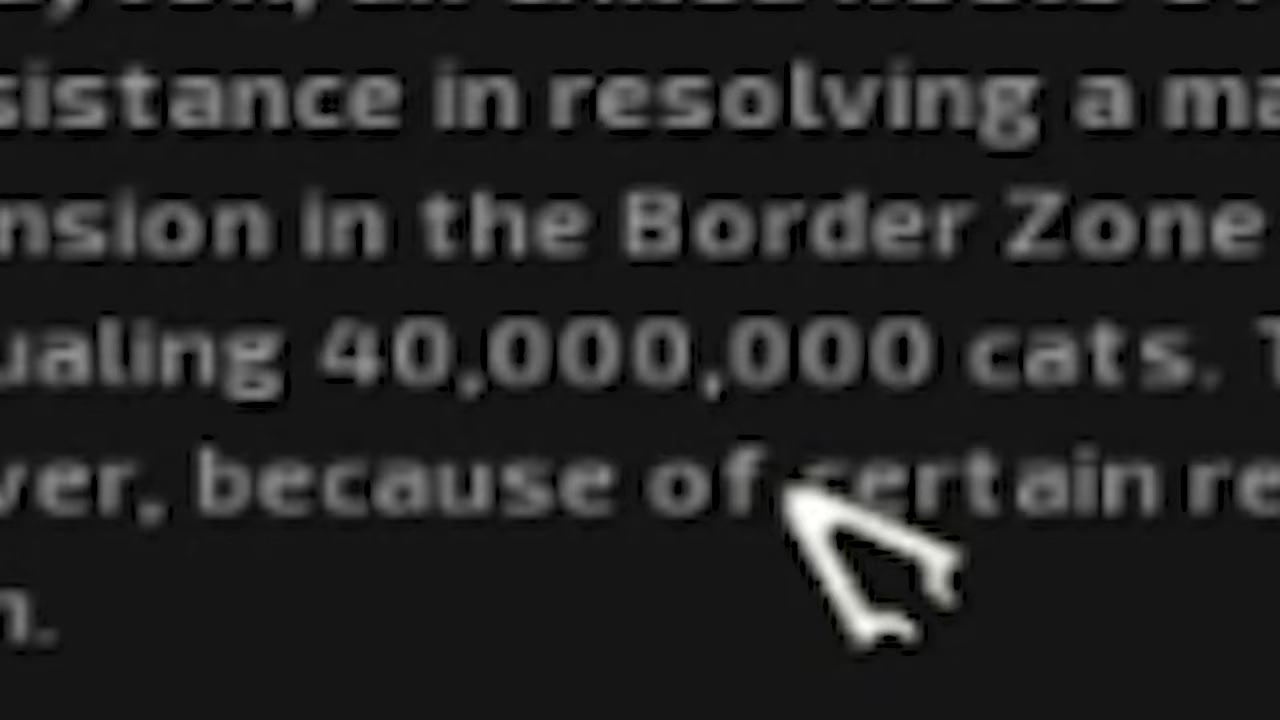 sistance in resolving a ma
nsion in the Border Zone
ualing 40,000,000 cats. T
ver, because of certain re
n.